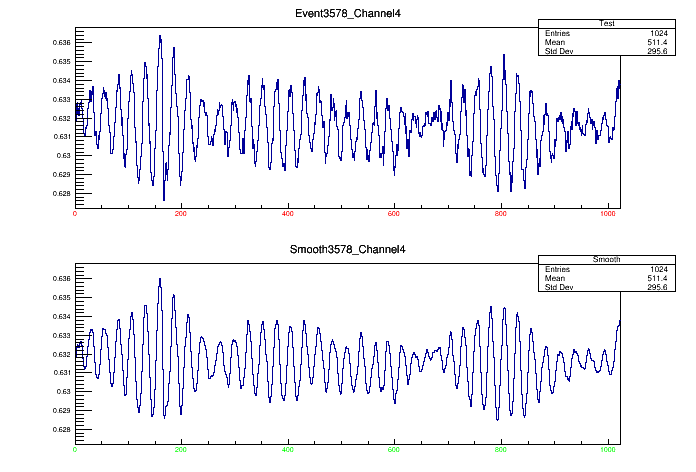 Event3578_Channel4
Test
Entries 1024
Mean 511.4
Std Dev 295.6
0.636
0.635
0.634
0.633
0.632
0.631
0.63
0.629
0.628
0 200 400 600 800 1000
Smooth3578_Channel4
Smooth
Entries 1024
Mean 511.4
Std Dev 295.6
0.636
0.635
0.634
0.633
0.632
0.631
0.63
0.629
0.628
0 200 400 600 800 1000